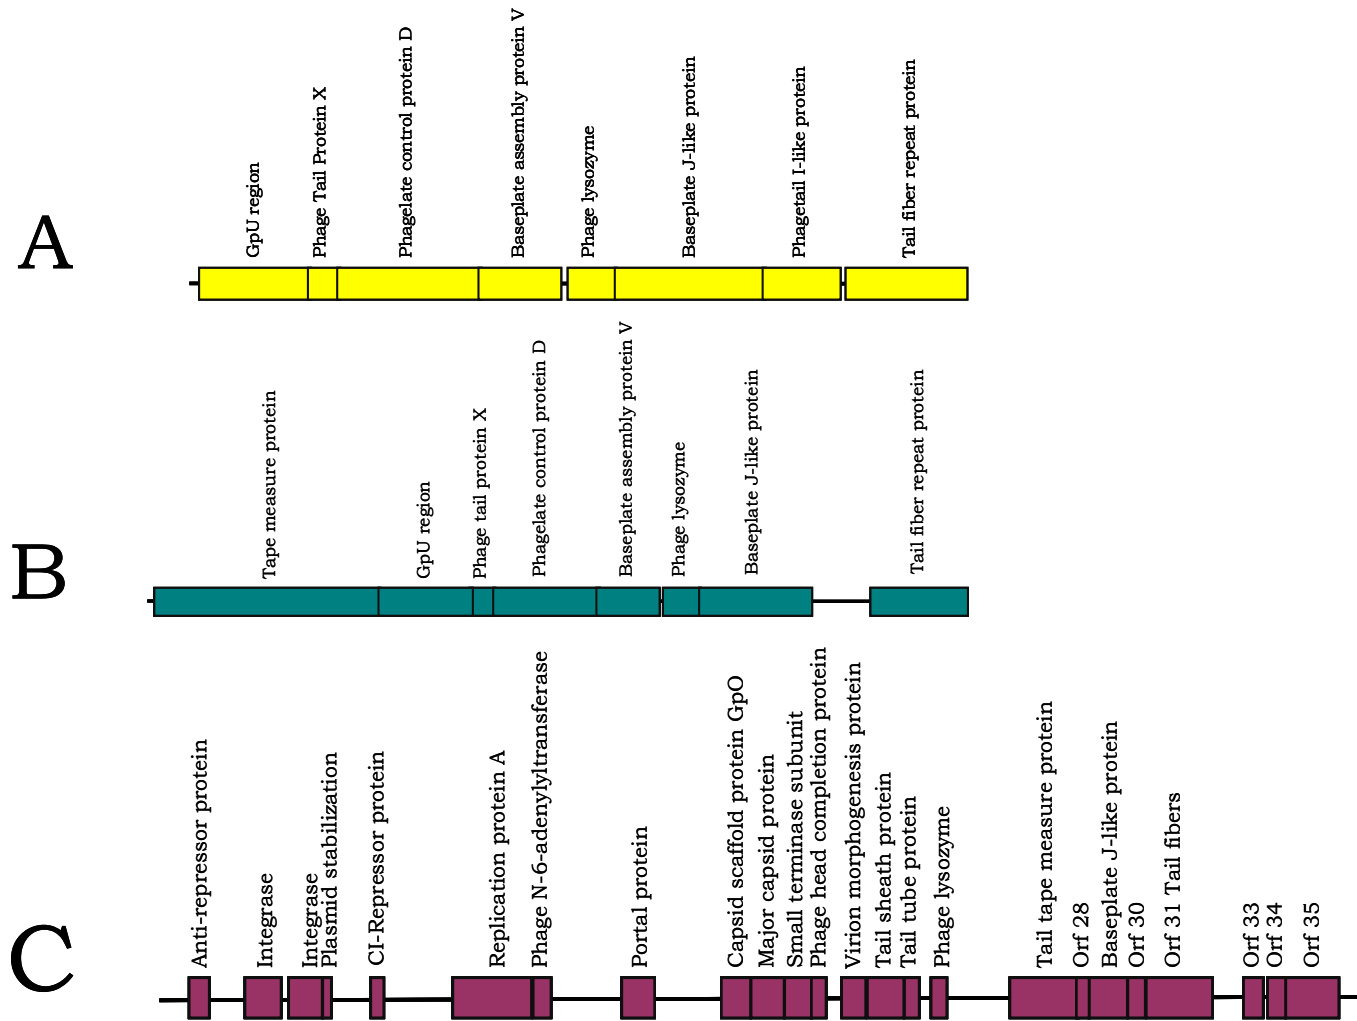 A
GpU region
Phage Tail Protein X
Phagelate control protein D
Baseplate assembly protein V
Phage lysozyme
Baseplate J-like protein
Phagetail I-like protein
Tail fiber repeat protein
B
Tape measure protein
GpU region
Phage tail protein X
Phagelate control protein D
Baseplate assembly protein V
Phage lysozyme
Baseplate J-like protein
Tail fiber repeat protein
C
Anti-repressor protein
Integrase
Integrase
Plasmid stabilization
CI-Repressor protein
Replication protein A
Phage N-6-adenylyltransferase
Portal protein
Capsid scaffold protein GpO
Major capsid protein
Small terminase subunit
Phage head completion protein
Virion morphogenesis protein
Tail sheath protein
Tail tube protein
Phage lysozyme
Tail tape measure protein
Orf 28
Baseplate J-like protein
Orf 30
Orf 31 Tail fibers
Orf 33
Orf 34
Orf 35